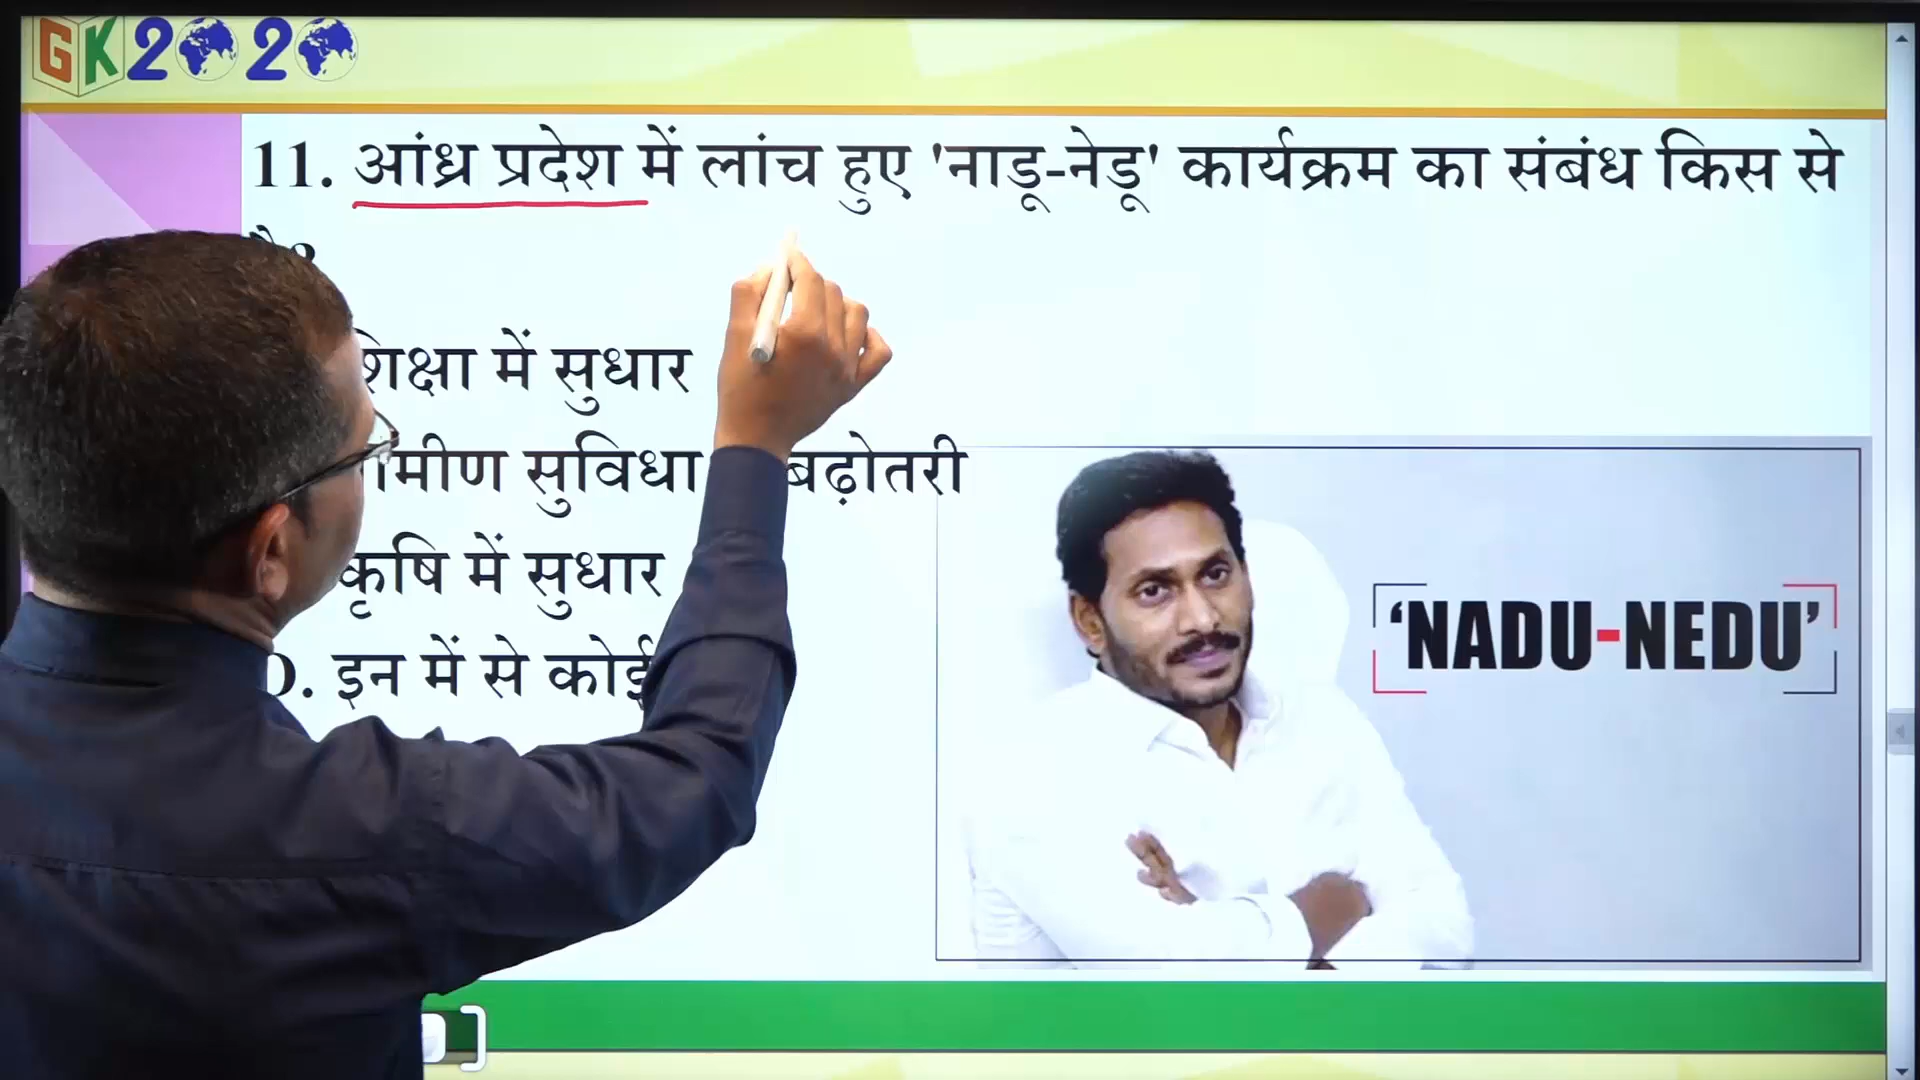 GK2020
11. आंध्र प्रदेश में लांच हुए 'नाडू-नेडू' कार्यक्रम का संबंध किस से
है?
शिक्षा में सुधार
सुविधा बढ़ोतरी
कृषि में सुधार
D. इन में से कोई
'NADU-NEDU'